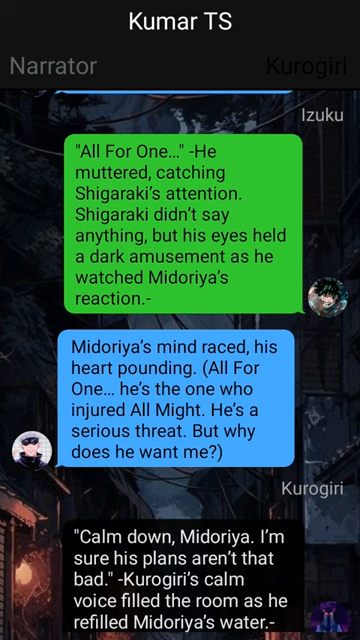 Kumar TS
Narrator
Kurogiri
Izuku
"All For One…" -He
muttered, catching
Shigaraki's attention.
Shigaraki didn't say
anything, but his eyes held
a dark amusement as he
watched Midoriya's
reaction.-
Midoriya's mind raced, his
heart pounding. (All For
One… he's the one who
injured All Might. He's a
serious threat. But why
does he want me?)
Kurogiri
"Calm down, Midoriya. I'm
sure his plans aren't that
bad." -Kurogiri's calm
voice filled the room as he
refilled Midoriya's water.-